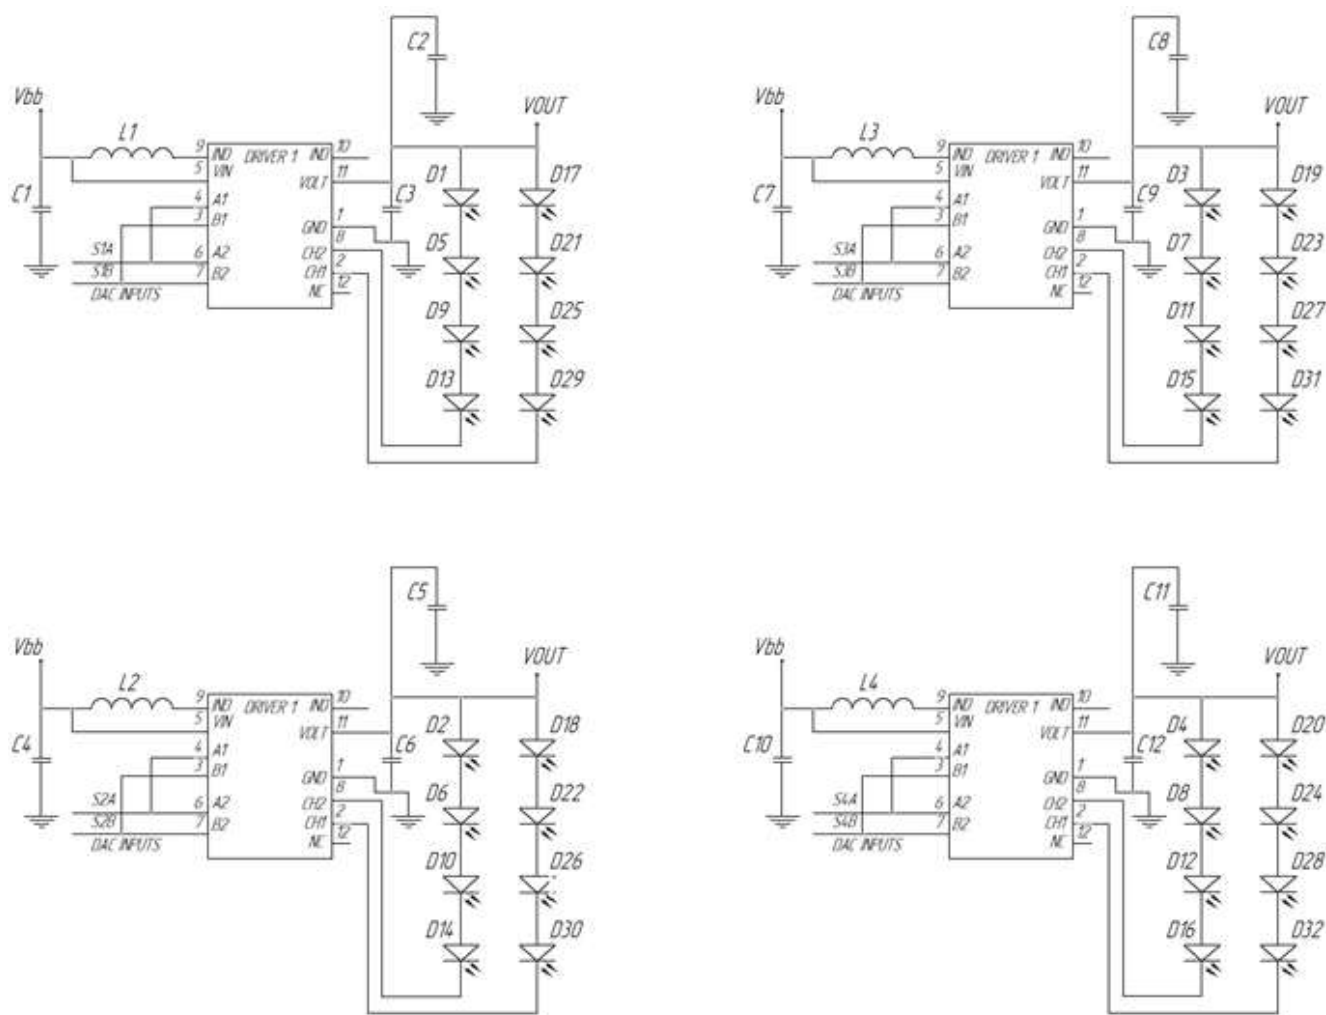 C2
Vbb
VOUT
L1
9 IND DRIVER 1 IND 10
5 VIN
VOLT 11
D1 D17
C1
4 A1
C3
3 B1
GND 1
8
S1A
6 A2
CH2
D5 D21
S1B
7 B2
CH1 2
DAC INPUTS
NC 12
D9 D25
D13 D29
C8
Vbb
VOUT
L3
9 IND DRIVER 1 IND 10
5 VIN
VOLT 11
D3 D19
C7
4 A1
C9
3 B1
GND 1
8
S3A
6 A2
CH2
D7 D23
S3B
7 B2
CH1 2
DAC INPUTS
NC 12
D11 D27
D15 D31
C5
Vbb
VOUT
L2
9 IND DRIVER 1 IND 10
5 VIN
VOLT 11
D2 D18
C4
4 A1
C6
3 B1
GND 1
8
S2A
6 A2
CH2
D6 D22
S2B
7 B2
CH1 2
DAC INPUTS
NC 12
D10 D26
D14 D30
C11
Vbb
VOUT
L4
9 IND DRIVER 1 IND 10
5 VIN
VOLT 11
D4 D20
C10
4 A1
C12
3 B1
GND 1
8
S4A
6 A2
CH2
D8 D24
S4B
7 B2
CH1 2
DAC INPUTS
NC 12
D12 D28
D16 D32